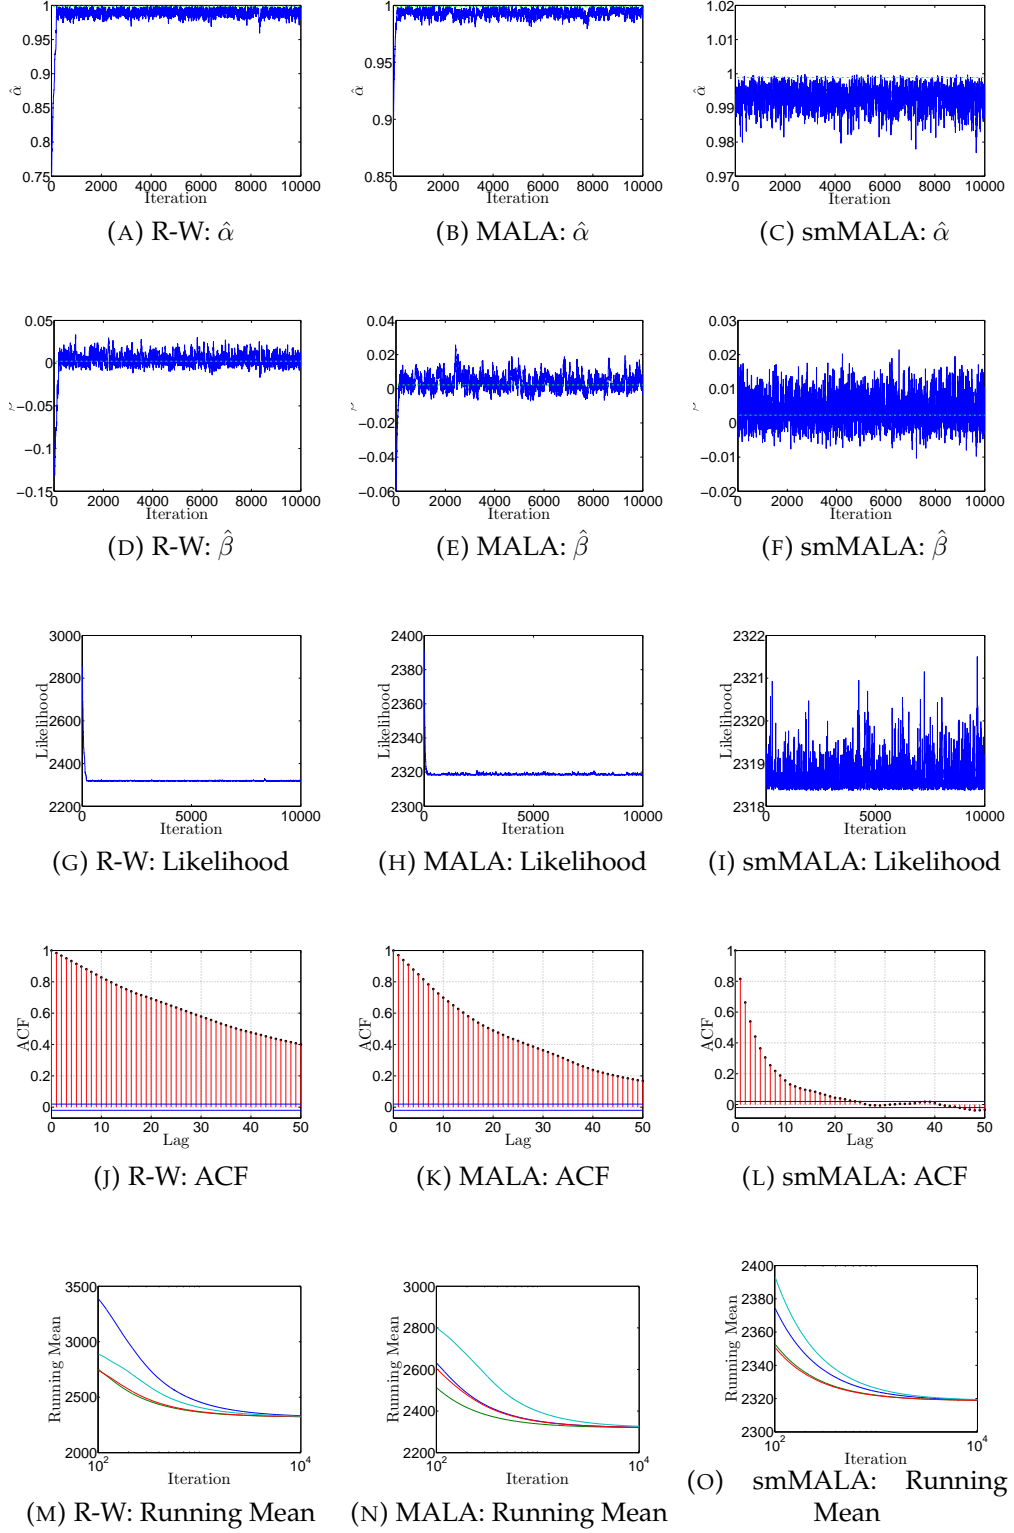 1
0.95
0.9
0.85
0.8
0.75
α̂
0 2000 4000 6000 8000 10000
Iteration
(A) R-W: α̂
1
0.95
0.9
0.85
α̂
0 2000 4000 6000 8000 10000
Iteration
(B) MALA: α̂
1.02
1.01
1
0.99
0.98
0.97
α̂
0 2000 4000 6000 8000 10000
Iteration
(C) smMALA: α̂
0.05
0
−0.05
−0.1
−0.15
0 2000 4000 6000 8000 10000
Iteration
(D) R-W: β̂
0.04
0.02
0
−0.02
−0.04
−0.06
0 2000 4000 6000 8000 10000
Iteration
(E) MALA: β̂
0.03
0.02
0.01
0
−0.01
−0.02
0 2000 4000 6000 8000 10000
Iteration
(F) smMALA: β̂
3000
2800
2600
2400
2200
Likelihood
0 5000 10000
Iteration
(G) R-W: Likelihood
2400
2380
2360
2340
2320
2300
Likelihood
0 5000 10000
Iteration
(H) MALA: Likelihood
2322
2321
2320
2319
2318
Likelihood
0 5000 10000
Iteration
(I) smMALA: Likelihood
1
0.8
0.6
0.4
0.2
0
ACF
0 10 20 30 40 50
Lag
(J) R-W: ACF
1
0.8
0.6
0.4
0.2
0
ACF
0 10 20 30 40 50
Lag
(K) MALA: ACF
1
0.8
0.6
0.4
0.2
0
ACF
0 10 20 30 40 50
Lag
(L) smMALA: ACF
3500
3000
2500
2000
Running Mean
10² 10⁴
Iteration
(M) R-W: Running Mean
3000
2800
2600
2400
2200
Running Mean
10² 10⁴
Iteration
(N) MALA: Running Mean
2400
2380
2360
2340
2320
2300
Running Mean
10² 10⁴
Iteration
(O) smMALA: Running
Mean